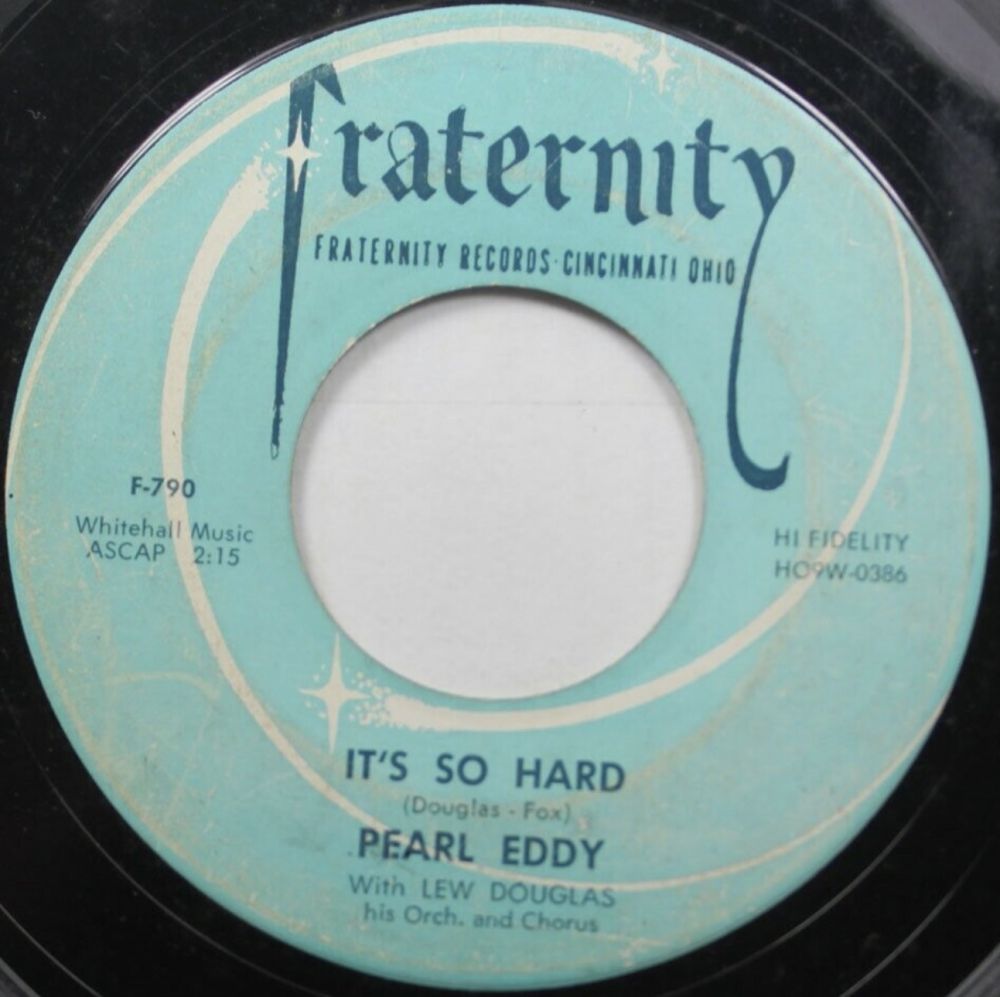 fraternity
FRATERNITY RECORDS · CINCINNATI OHIO
F-790
Whitehall Music
ASCAP 2:15
HI FIDELITY
HO9W-0386
IT'S SO HARD
(Douglas - Fox)
PEARL EDDY
With LEW DOUGLAS
his Orch. and Chorus